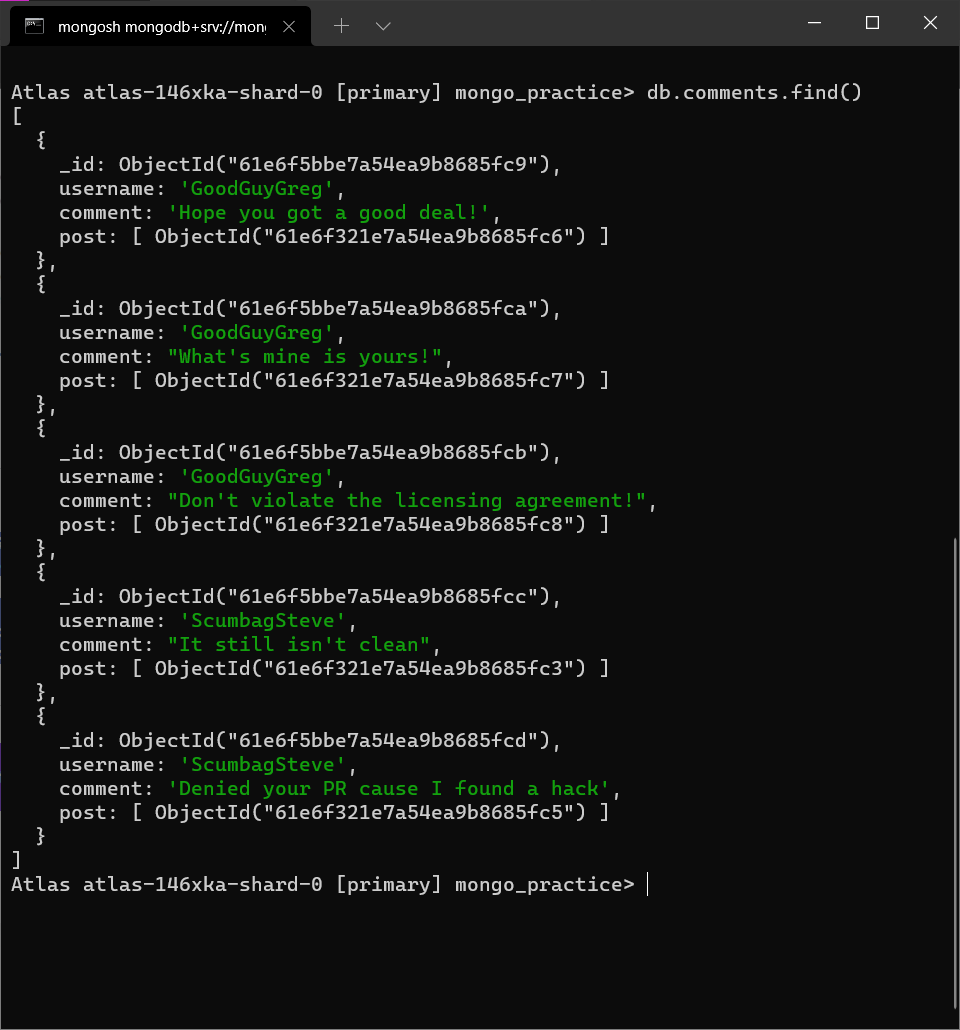 mongosh mongodb+srv://mon
Atlas atlas-146xka-shard-0 [primary] mongo_practice> db.comments.find()
[
  {
    _id: ObjectId("61e6f5bbe7a54ea9b8685fc9"),
    username: 'GoodGuyGreg',
    comment: 'Hope you got a good deal!',
    post: [ ObjectId("61e6f321e7a54ea9b8685fc6") ]
  },
  {
    _id: ObjectId("61e6f5bbe7a54ea9b8685fca"),
    username: 'GoodGuyGreg',
    comment: "What's mine is yours!",
    post: [ ObjectId("61e6f321e7a54ea9b8685fc7") ]
  },
  {
    _id: ObjectId("61e6f5bbe7a54ea9b8685fcb"),
    username: 'GoodGuyGreg',
    comment: "Don't violate the licensing agreement!",
    post: [ ObjectId("61e6f321e7a54ea9b8685fc8") ]
  },
  {
    _id: ObjectId("61e6f5bbe7a54ea9b8685fcc"),
    username: 'ScumbagSteve',
    comment: "It still isn't clean",
    post: [ ObjectId("61e6f321e7a54ea9b8685fc3") ]
  },
  {
    _id: ObjectId("61e6f5bbe7a54ea9b8685fcd"),
    username: 'ScumbagSteve',
    comment: 'Denied your PR cause I found a hack',
    post: [ ObjectId("61e6f321e7a54ea9b8685fc5") ]
  }
]
Atlas atlas-146xka-shard-0 [primary] mongo_practice>